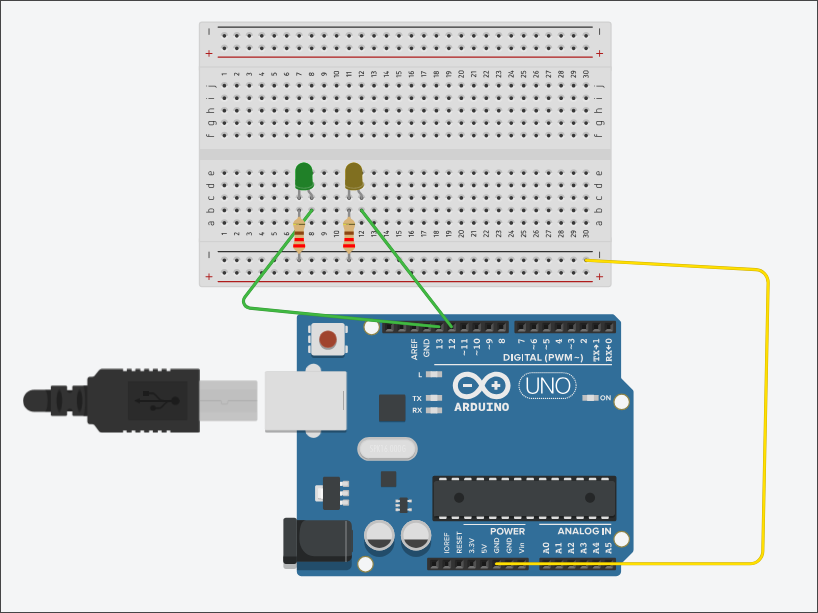 − −
+ +
1 2 3 4 5 6 7 8 9 10 11 12 13 14 15 16 17 18 19 20 21 22 23 24 25 26 27 28 29 30
j j
i i
h h
g g
f f
e e
d d
c c
b b
a a
1 2 3 4 5 6 7 8 9 10 11 12 13 14 15 16 17 18 19 20 21 22 23 24 25 26 27 28 29 30
− −
+ +
AREF GND 13 12 ~11 ~10 ~9 8 7 ~6 ~5 4 ~3 2 TX→1 RX←0
DIGITAL (PWM~)
L
TX
RX
ARDUINO
UNO
ON
POWER ANALOG IN
IOREF RESET 3.3V 5V GND GND Vin A0 A1 A2 A3 A4 A5